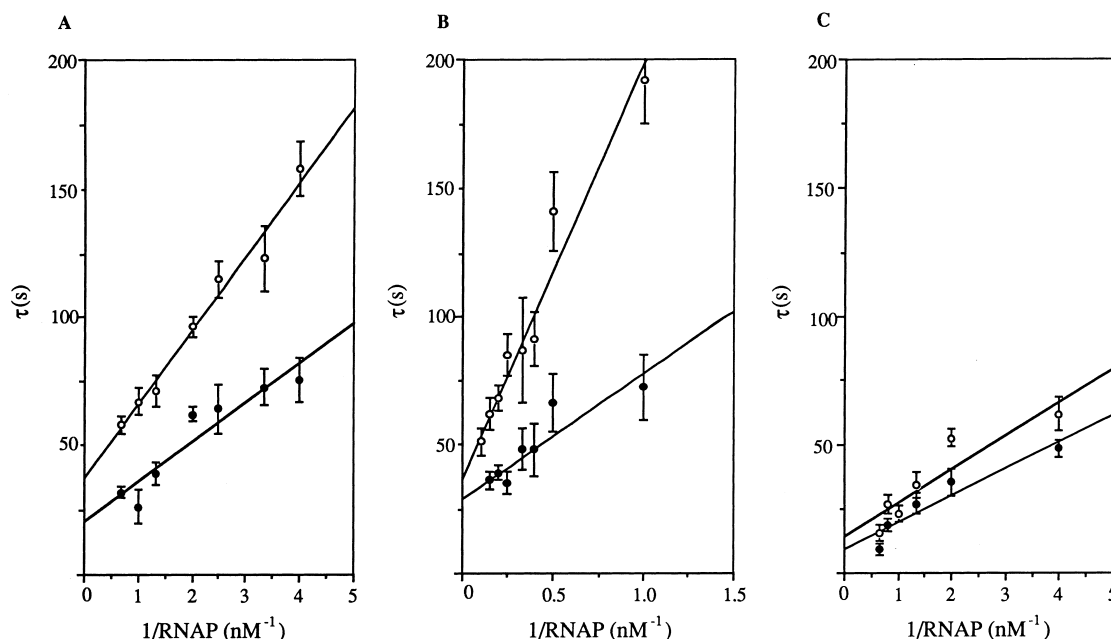 A B C
200 200 200
150 150 150
τ(s) τ(s) τ(s)
100 100 100
50 50 50
0 1 2 3 4 5 0 0.5 1.0 1.5 0 1 2 3 4 5
1/RNAP (nM⁻¹) 1/RNAP (nM⁻¹) 1/RNAP (nM⁻¹)